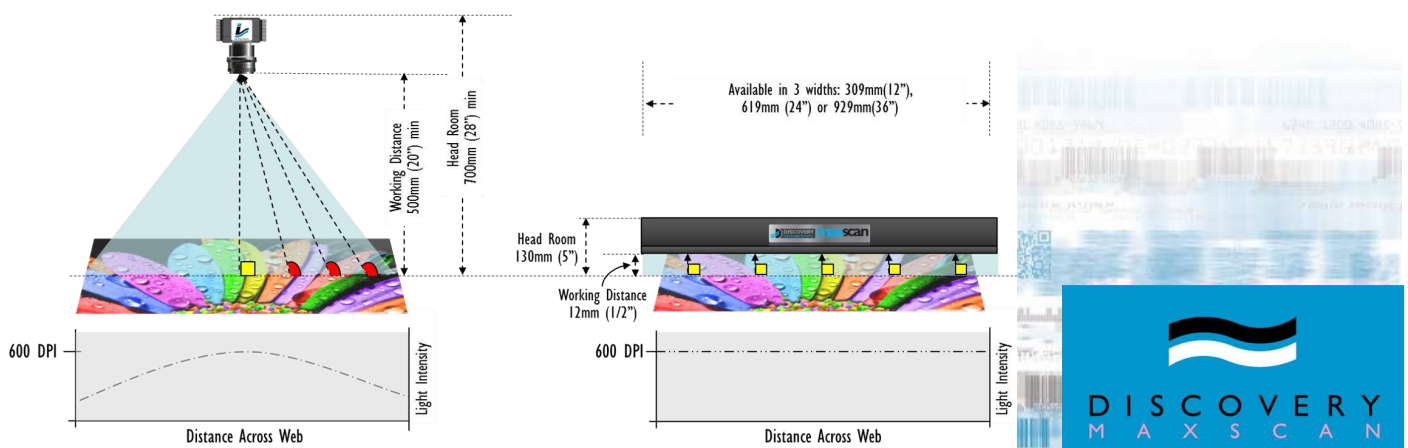 Working Distance
500mm (20") min
Head Room
700mm (28") min
600 DPI
Light Intensity
Distance Across Web
Available in 3 widths: 309mm(12"),
619mm (24") or 929mm(36")
DISCOVERY maxscan
Head Room
130mm (5")
Working Distance
12mm (1/2")
600 DPI
Light Intensity
Distance Across Web
DISCOVERY
MAXSCAN